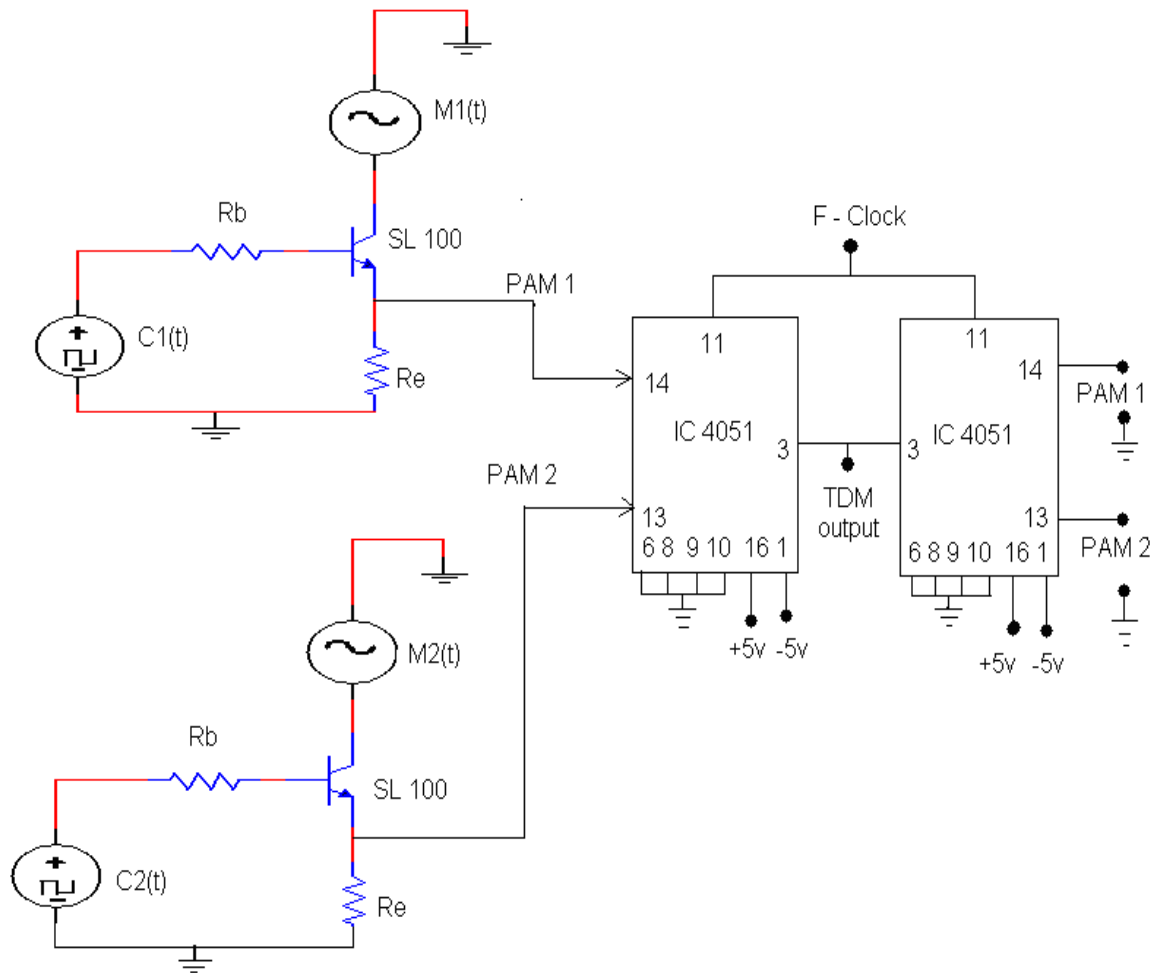 M1(t)
Rb
SL 100
C1(t)
Re
PAM 1
PAM 2
M2(t)
Rb
SL 100
C2(t)
Re
F - Clock
11
14
IC 4051
3
13
6 8 9 10 16 1
+5v -5v
TDM
output
11
14
IC 4051
3
13
6 8 9 10 16 1
+5v -5v
PAM 1
PAM 2